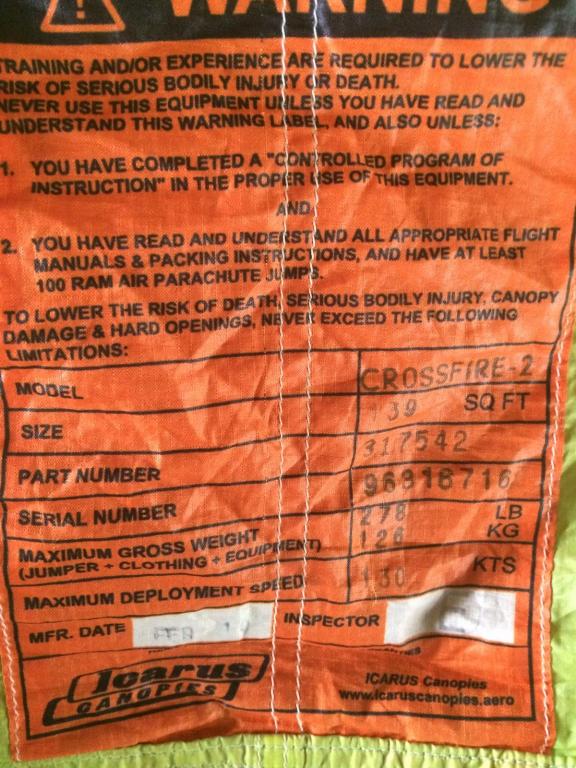 WARNING
TRAINING AND/OR EXPERIENCE ARE REQUIRED TO LOWER THE
RISK OF SERIOUS BODILY INJURY OR DEATH.
NEVER USE THIS EQUIPMENT UNLESS YOU HAVE READ AND
UNDERSTAND THIS WARNING LABEL, AND ALSO UNLESS:
1. YOU HAVE COMPLETED A "CONTROLLED PROGRAM OF
INSTRUCTION" IN THE PROPER USE OF THIS EQUIPMENT.
AND
2. YOU HAVE READ AND UNDERSTAND ALL APPROPRIATE FLIGHT
MANUALS & PACKING INSTRUCTIONS, AND HAVE AT LEAST
100 RAM AIR PARACHUTE JUMPS.
TO LOWER THE RISK OF DEATH, SERIOUS BODILY INJURY, CANOPY
DAMAGE & HARD OPENINGS, NEVER EXCEED THE FOLLOWING
LIMITATIONS:
MODEL CROSSFIRE-2
SIZE 139 SQ FT
PART NUMBER 317542
SERIAL NUMBER
MAXIMUM GROSS WEIGHT 278 LB
(JUMPER + CLOTHING + EQUIPMENT) 126 KG
MAXIMUM DEPLOYMENT SPEED 130 KTS
MFR. DATE FEB INSPECTOR
Icarus
CANOPIES
ICARUS Canopies
www.icaruscanopies.aero